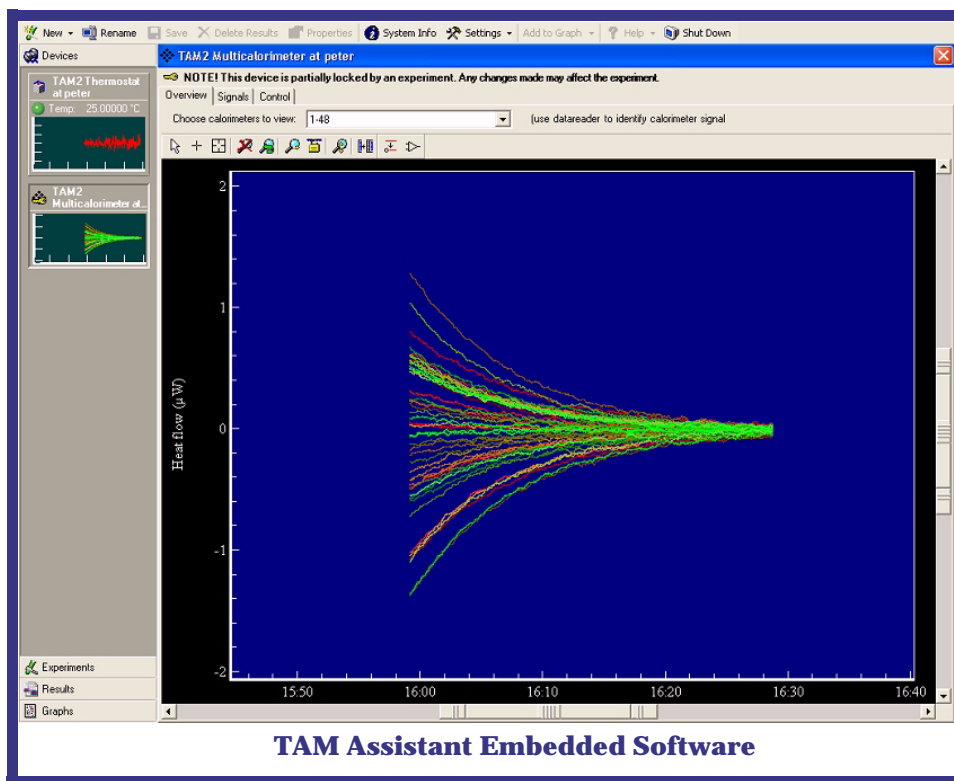 New Rename Save Delete Results Properties System Info Settings Add to Graph Help Shut Down
Devices
TAM2 Thermostat
at peter
Temp: 25.00000 °C
TAM2
Multicalorimeter at...
Experiments
Results
Graphs
TAM2 Multicalorimeter at peter
NOTE! This device is partially locked by an experiment. Any changes made may affect the experiment.
Overview Signals Control
Choose calorimeters to view: 1-48 (use datareader to identify calorimeter signal
Heat flow (µW)
2
1
0
-1
-2
15:50 16:00 16:10 16:20 16:30 16:40
TAM Assistant Embedded Software